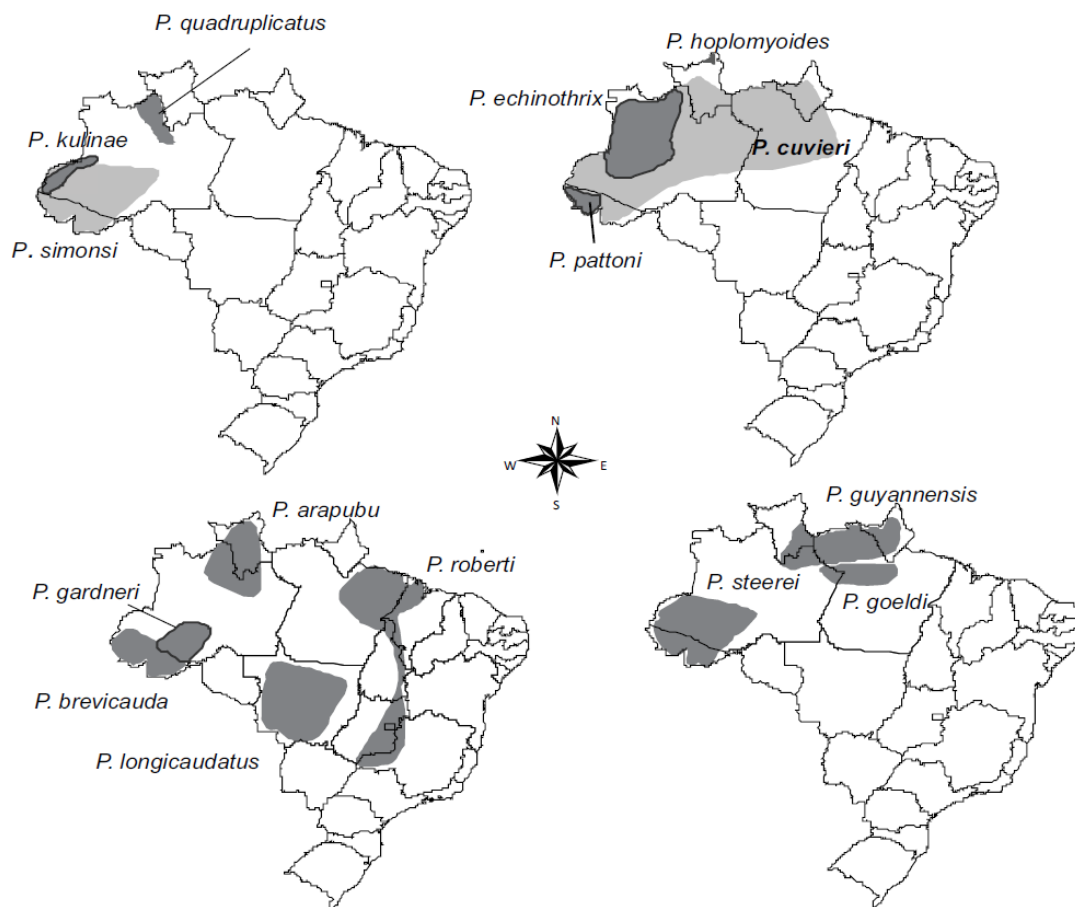 P. quadruplicatus
P. kulinae
P. simonsi
P. hoplomyoides
P. echinothrix
P. cuvieri
P. pattoni
N
W
E
S
P. arapubu
P. roberti
P. gardneri
P. brevicauda
P. longicaudatus
P. guyannensis
P. steerei
P. goeldi